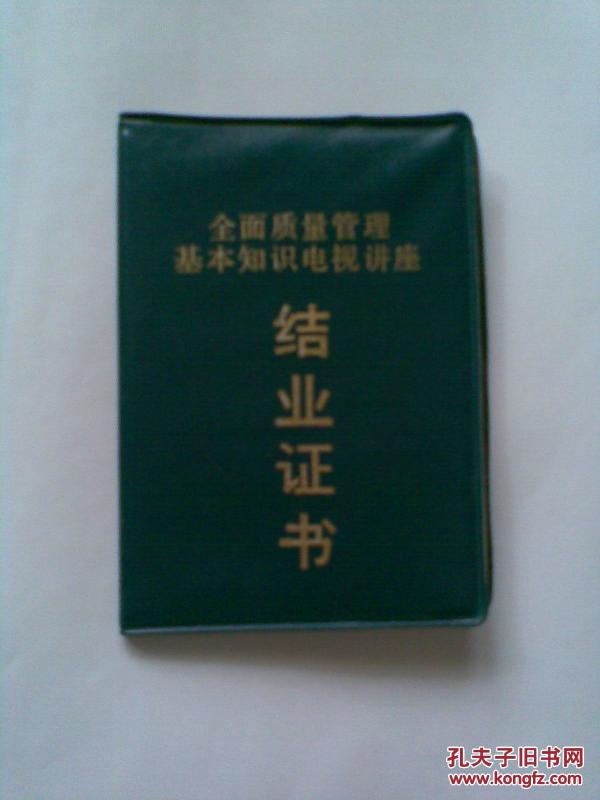 全面质量管理
基本知识电视讲座
结
业
证
书
孔夫子旧书网
www.kongfz.com